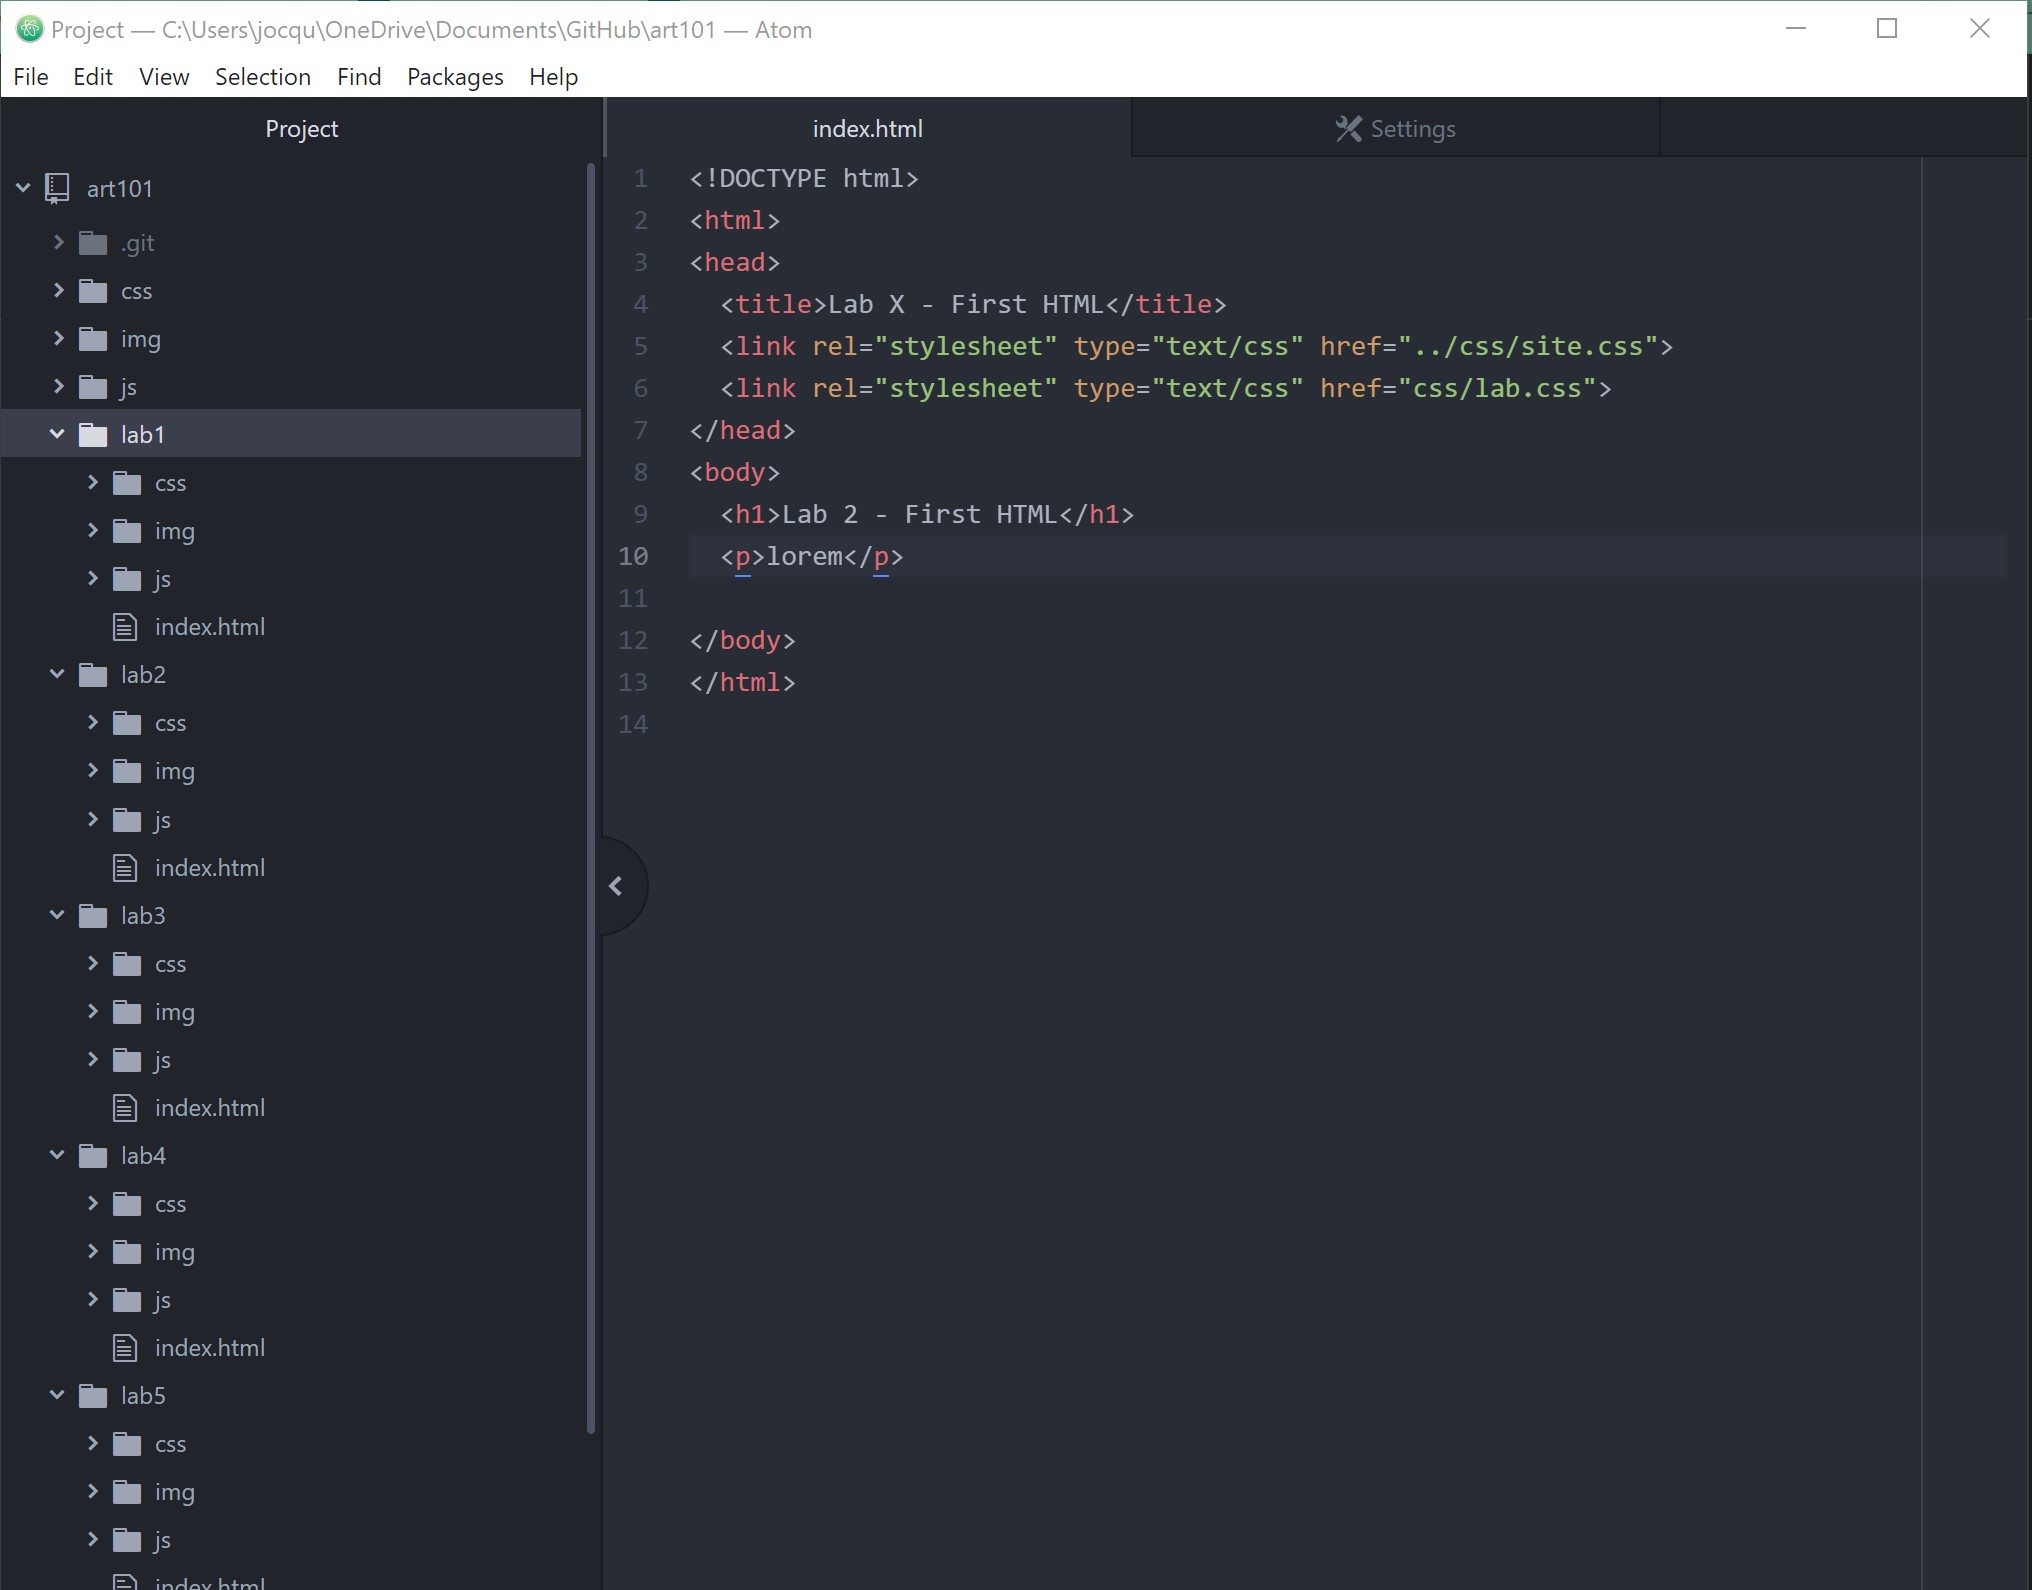 Project — C:\Users\jocqu\OneDrive\Documents\GitHub\art101 — Atom
File Edit View Selection Find Packages Help
Project
art101
.git
css
img
js
lab1
css
img
js
index.html
lab2
css
img
js
index.html
lab3
css
img
js
index.html
lab4
css
img
js
index.html
lab5
css
img
js
index.html
index.html Settings
1 <!DOCTYPE html>
2 <html>
3 <head>
4   <title>Lab X - First HTML</title>
5   <link rel="stylesheet" type="text/css" href="../css/site.css">
6   <link rel="stylesheet" type="text/css" href="css/lab.css">
7 </head>
8 <body>
9   <h1>Lab 2 - First HTML</h1>
10   <p>lorem</p>
11
12 </body>
13 </html>
14